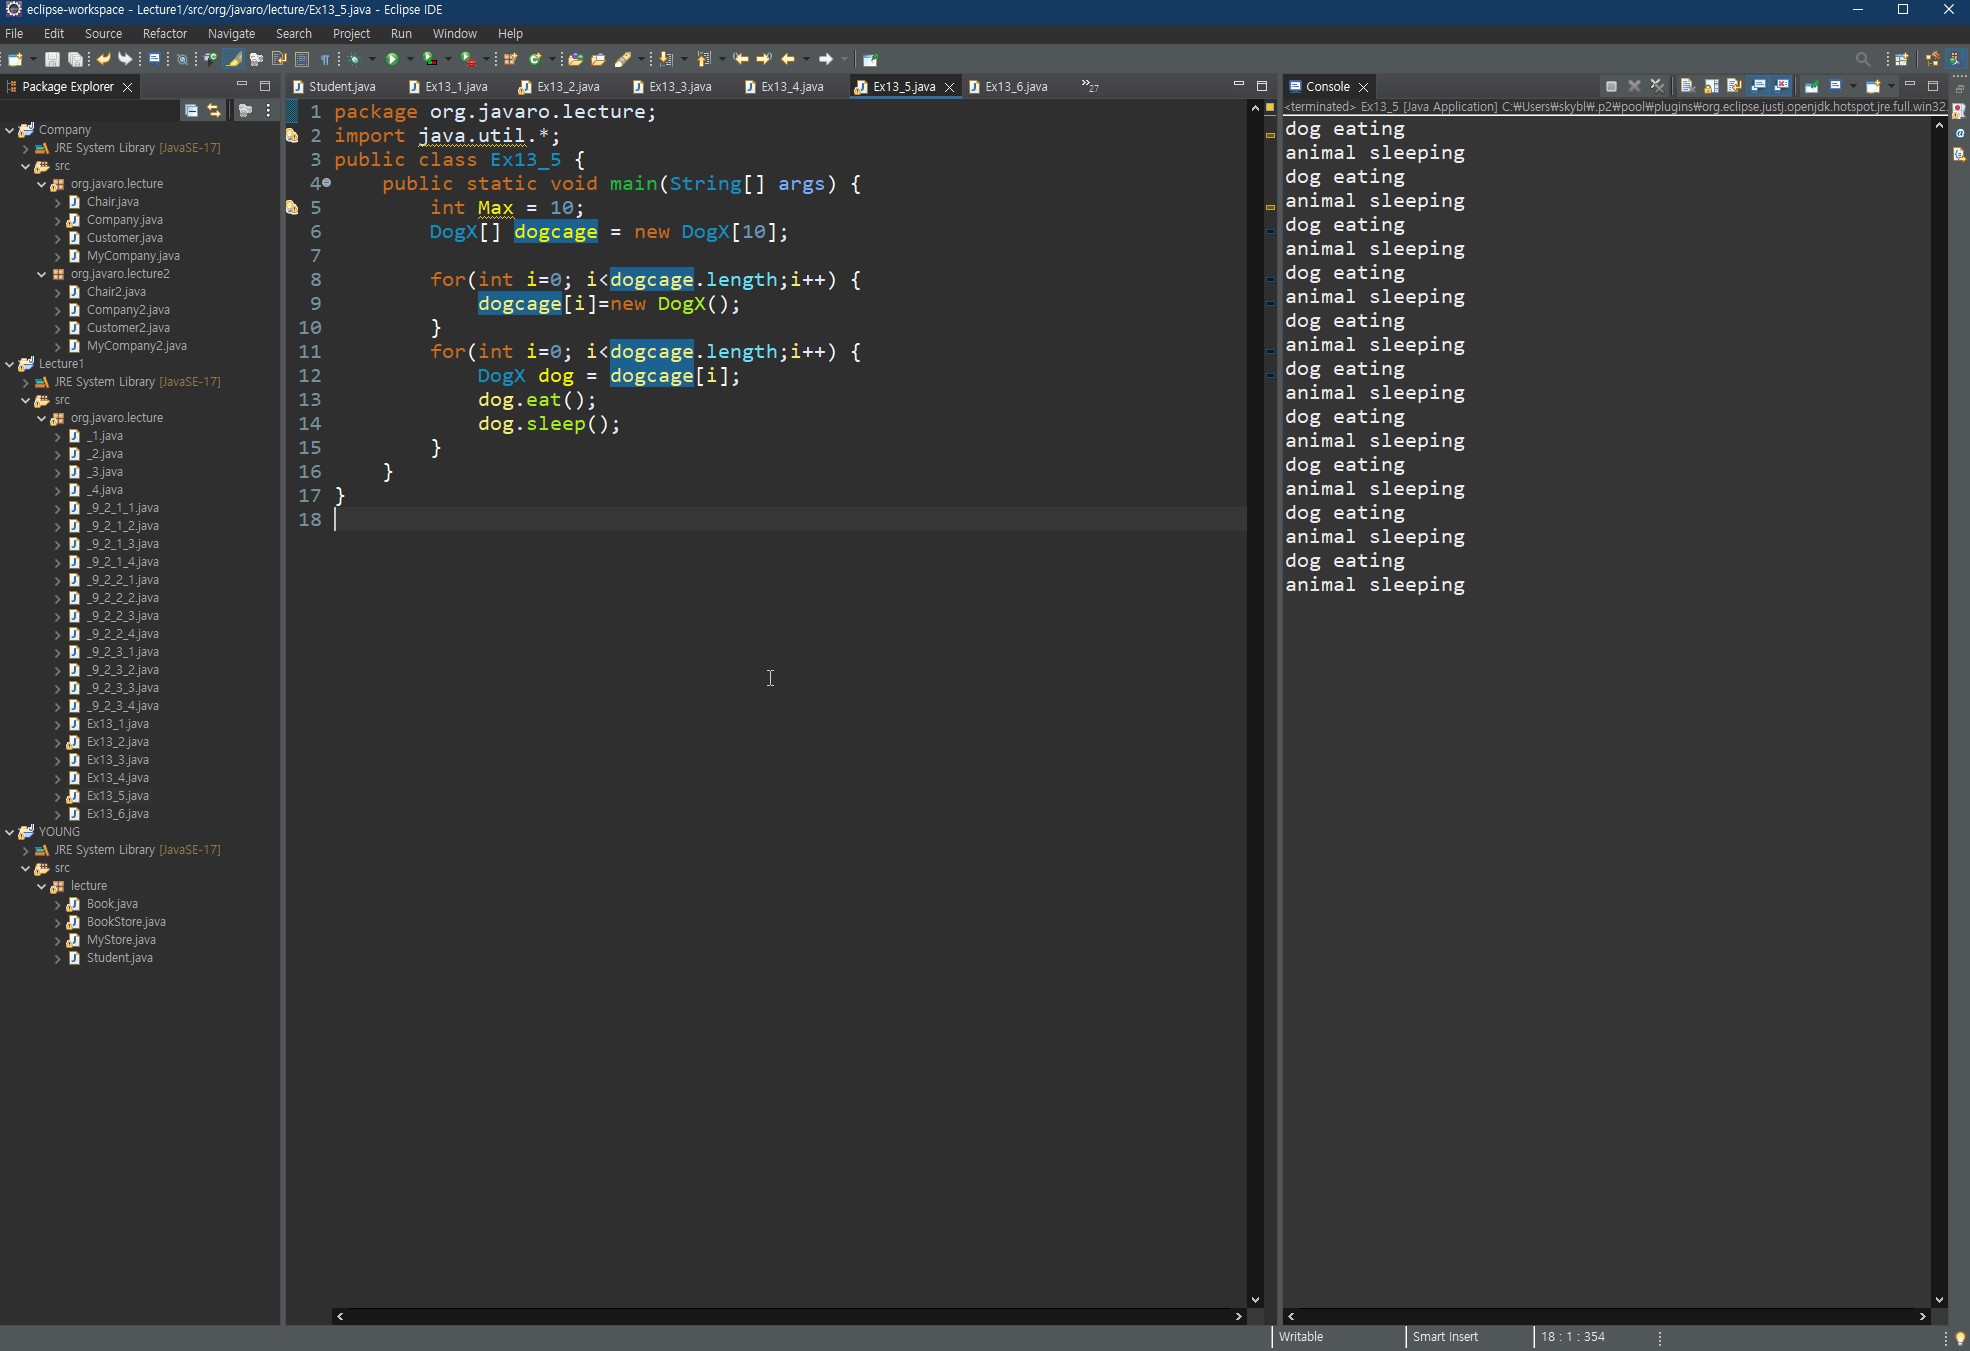 eclipse-workspace - Lecture1/src/org/javaro/lecture/Ex13_5.java - Eclipse IDE
File Edit Source Refactor Navigate Search Project Run Window Help
Package Explorer
Company
JRE System Library [JavaSE-17]
src
org.javaro.lecture
Chair.java
Company.java
Customer.java
MyCompany.java
org.javaro.lecture2
Chair2.java
Company2.java
Customer2.java
MyCompany2.java
Lecture1
JRE System Library [JavaSE-17]
src
org.javaro.lecture
_1.java
_2.java
_3.java
_4.java
_9_2_1_1.java
_9_2_1_2.java
_9_2_1_3.java
_9_2_1_4.java
_9_2_2_1.java
_9_2_2_2.java
_9_2_2_3.java
_9_2_2_4.java
_9_2_3_1.java
_9_2_3_2.java
_9_2_3_3.java
_9_2_3_4.java
Ex13_1.java
Ex13_2.java
Ex13_3.java
Ex13_4.java
Ex13_5.java
Ex13_6.java
YOUNG
JRE System Library [JavaSE-17]
src
lecture
Book.java
BookStore.java
MyStore.java
Student.java
Student.java Ex13_1.java Ex13_2.java Ex13_3.java Ex13_4.java Ex13_5.java Ex13_6.java »27
1 package org.javaro.lecture;
2 import java.util.*;
3 public class Ex13_5 {
4 public static void main(String[] args) {
5 int Max = 10;
6 DogX[] dogcage = new DogX[10];
7
8 for(int i=0; i<dogcage.length;i++) {
9 dogcage[i]=new DogX();
10 }
11 for(int i=0; i<dogcage.length;i++) {
12 DogX dog = dogcage[i];
13 dog.eat();
14 dog.sleep();
15 }
16 }
17 }
18
Console
<terminated> Ex13_5 [Java Application] C:₩Users₩skybl₩.p2₩pool₩plugins₩org.eclipse.justj.openjdk.hotspot.jre.full.win32
dog eating
animal sleeping
dog eating
animal sleeping
dog eating
animal sleeping
dog eating
animal sleeping
dog eating
animal sleeping
dog eating
animal sleeping
dog eating
animal sleeping
dog eating
animal sleeping
dog eating
animal sleeping
dog eating
animal sleeping
Writable Smart Insert 18 : 1 : 354